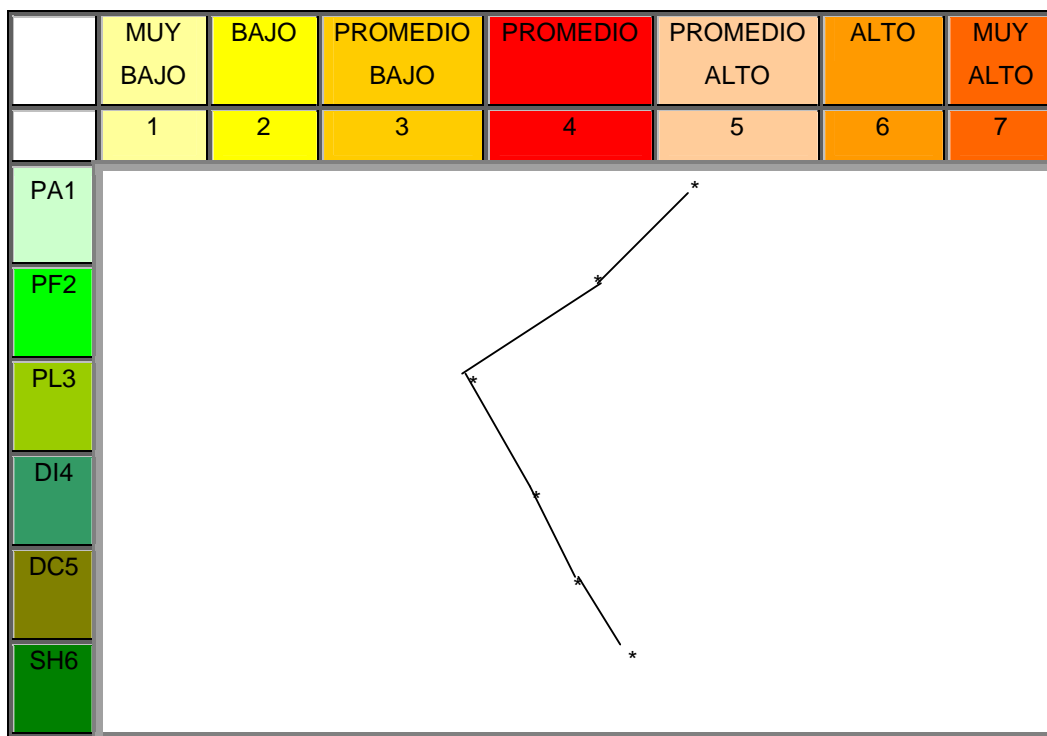 MUY BAJO PROMEDIO PROMEDIO PROMEDIO ALTO MUY
BAJO BAJO ALTO ALTO
1 2 3 4 5 6 7
PA1
*
PF2
*
PL3
*
DI4
*
DC5
*
SH6
*